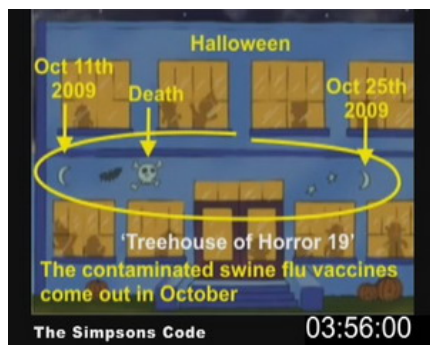 Halloween
Oct 11th
2009
Death
Oct 25th
2009
'Treehouse of Horror 19'
The contaminated swine flu vaccines
come out in October
The Simpsons Code
03:56:00